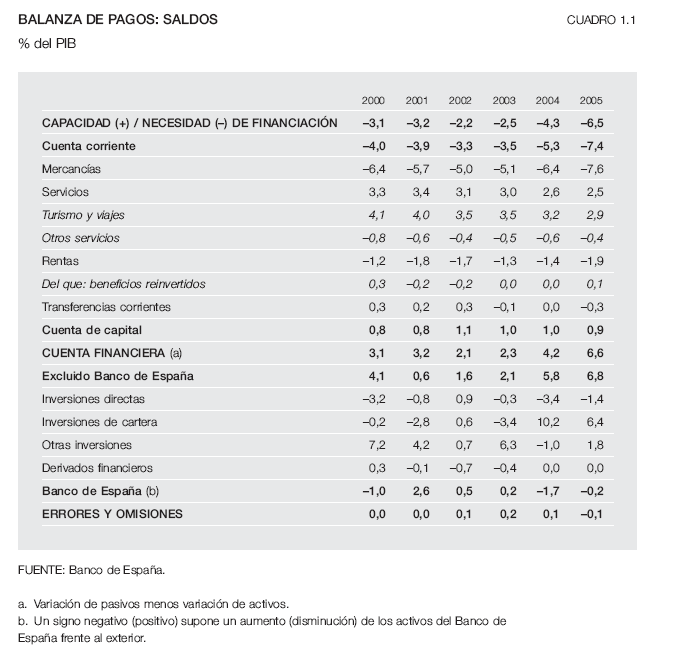 BALANZA DE PAGOS: SALDOS CUADRO 1.1
% del PIB
2000 2001 2002 2003 2004 2005
CAPACIDAD (+) / NECESIDAD (–) DE FINANCIACIÓN –3,1 –3,2 –2,2 –2,5 –4,3 –6,5
Cuenta corriente –4,0 –3,9 –3,3 –3,5 –5,3 –7,4
Mercancías –6,4 –5,7 –5,0 –5,1 –6,4 –7,6
Servicios 3,3 3,4 3,1 3,0 2,6 2,5
Turismo y viajes 4,1 4,0 3,5 3,5 3,2 2,9
Otros servicios –0,8 –0,6 –0,4 –0,5 –0,6 –0,4
Rentas –1,2 –1,8 –1,7 –1,3 –1,4 –1,9
Del que: beneficios reinvertidos 0,3 –0,2 –0,2 0,0 0,0 0,1
Transferencias corrientes 0,3 0,2 0,3 –0,1 0,0 –0,3
Cuenta de capital 0,8 0,8 1,1 1,0 1,0 0,9
CUENTA FINANCIERA (a) 3,1 3,2 2,1 2,3 4,2 6,6
Excluido Banco de España 4,1 0,6 1,6 2,1 5,8 6,8
Inversiones directas –3,2 –0,8 0,9 –0,3 –3,4 –1,4
Inversiones de cartera –0,2 –2,8 0,6 –3,4 10,2 6,4
Otras inversiones 7,2 4,2 0,7 6,3 –1,0 1,8
Derivados financieros 0,3 –0,1 –0,7 –0,4 0,0 0,0
Banco de España (b) –1,0 2,6 0,5 0,2 –1,7 –0,2
ERRORES Y OMISIONES 0,0 0,0 0,1 0,2 0,1 –0,1
FUENTE: Banco de España.
a. Variación de pasivos menos variación de activos.
b. Un signo negativo (positivo) supone un aumento (disminución) de los activos del Banco de
España frente al exterior.